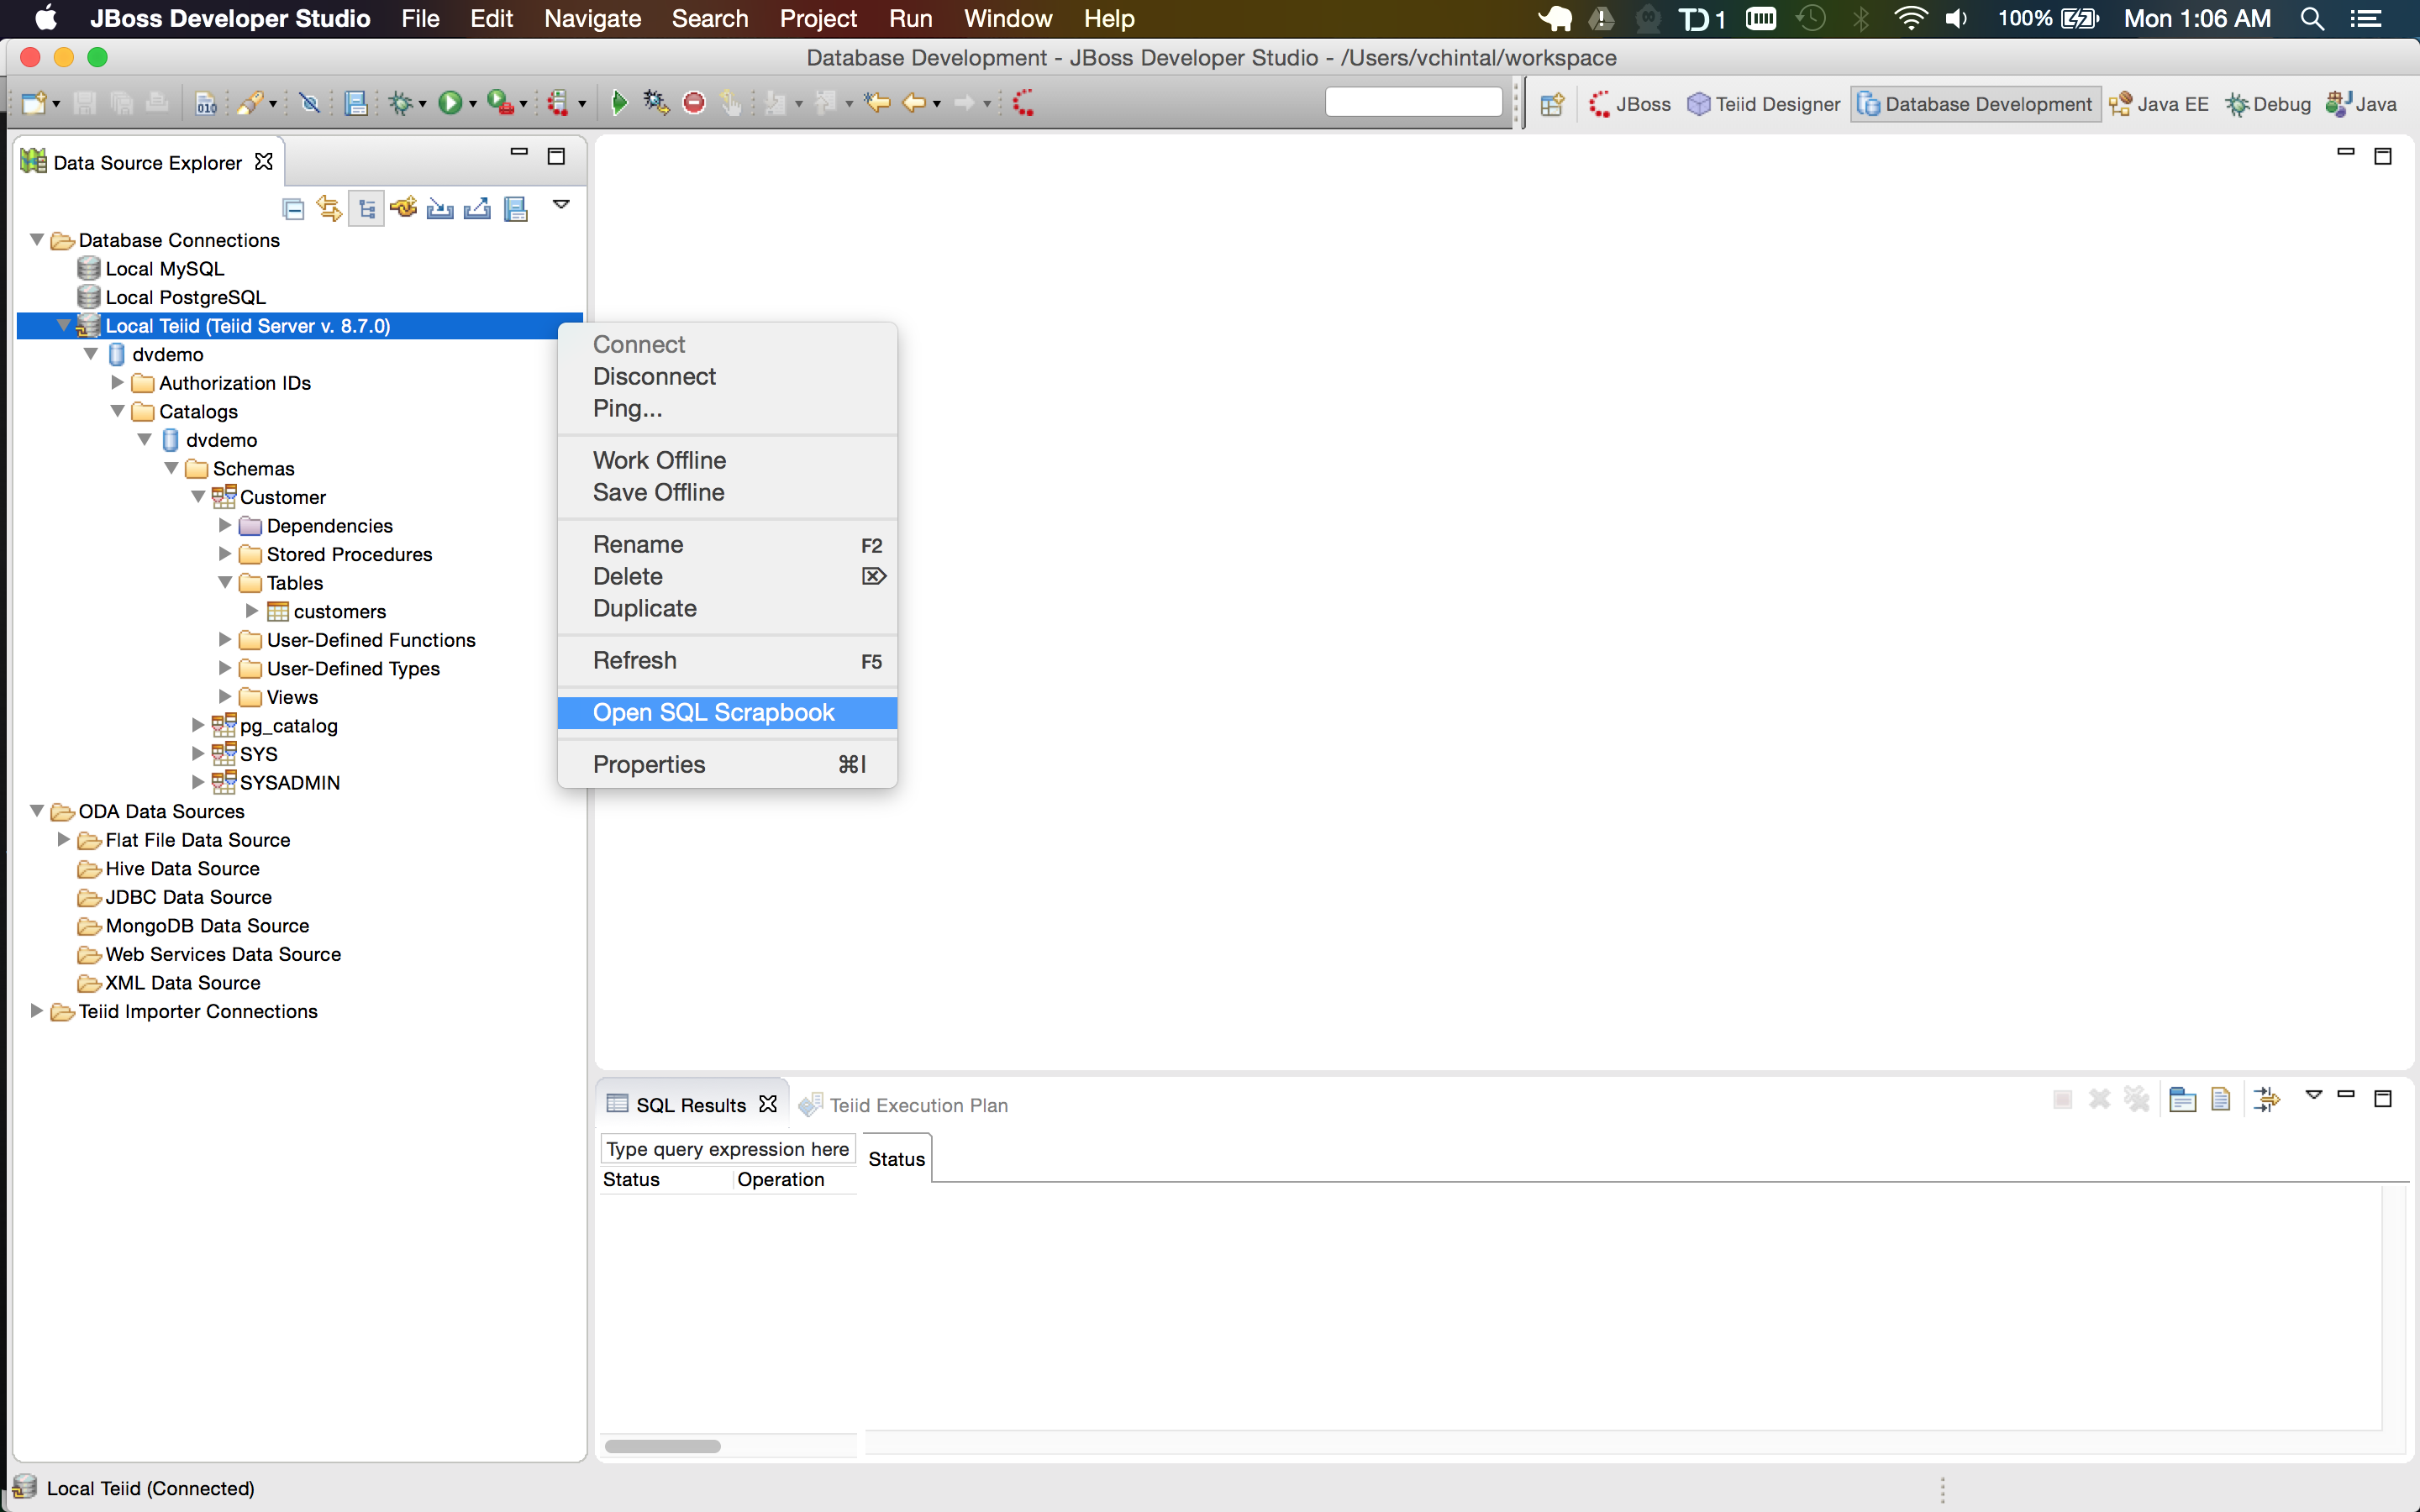 JBoss Developer Studio File Edit Navigate Search Project Run Window Help 1 100% Mon 1:06 AM
Database Development - JBoss Developer Studio - /Users/vchintal/workspace
010 JBoss Teiid Designer Database Development Java EE Debug Java
Data Source Explorer
Database Connections
Local MySQL
Local PostgreSQL
Local Teiid (Teiid Server v. 8.7.0)
dvdemo
Authorization IDs
Catalogs
dvdemo
Schemas
Customer
Dependencies
Stored Procedures
Tables
customers
User-Defined Functions
User-Defined Types
Views
pg_catalog
SYS
SYSADMIN
ODA Data Sources
Flat File Data Source
Hive Data Source
JDBC Data Source
MongoDB Data Source
Web Services Data Source
XML Data Source
Teiid Importer Connections
Connect
Disconnect
Ping...
Work Offline
Save Offline
Rename F2
Delete ⌦
Duplicate
Refresh F5
Open SQL Scrapbook
Properties ⌘I
SQL Results Teiid Execution Plan
Type query expression here
Status
Status Operation
Local Teiid (Connected)